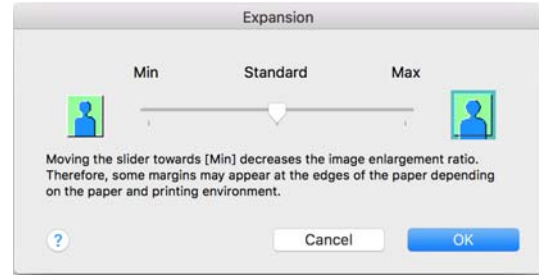 Expansion
Min Standard Max
Moving the slider towards [Min] decreases the image enlargement ratio.
Therefore, some margins may appear at the edges of the paper depending
on the paper and printing environment.
? Cancel OK